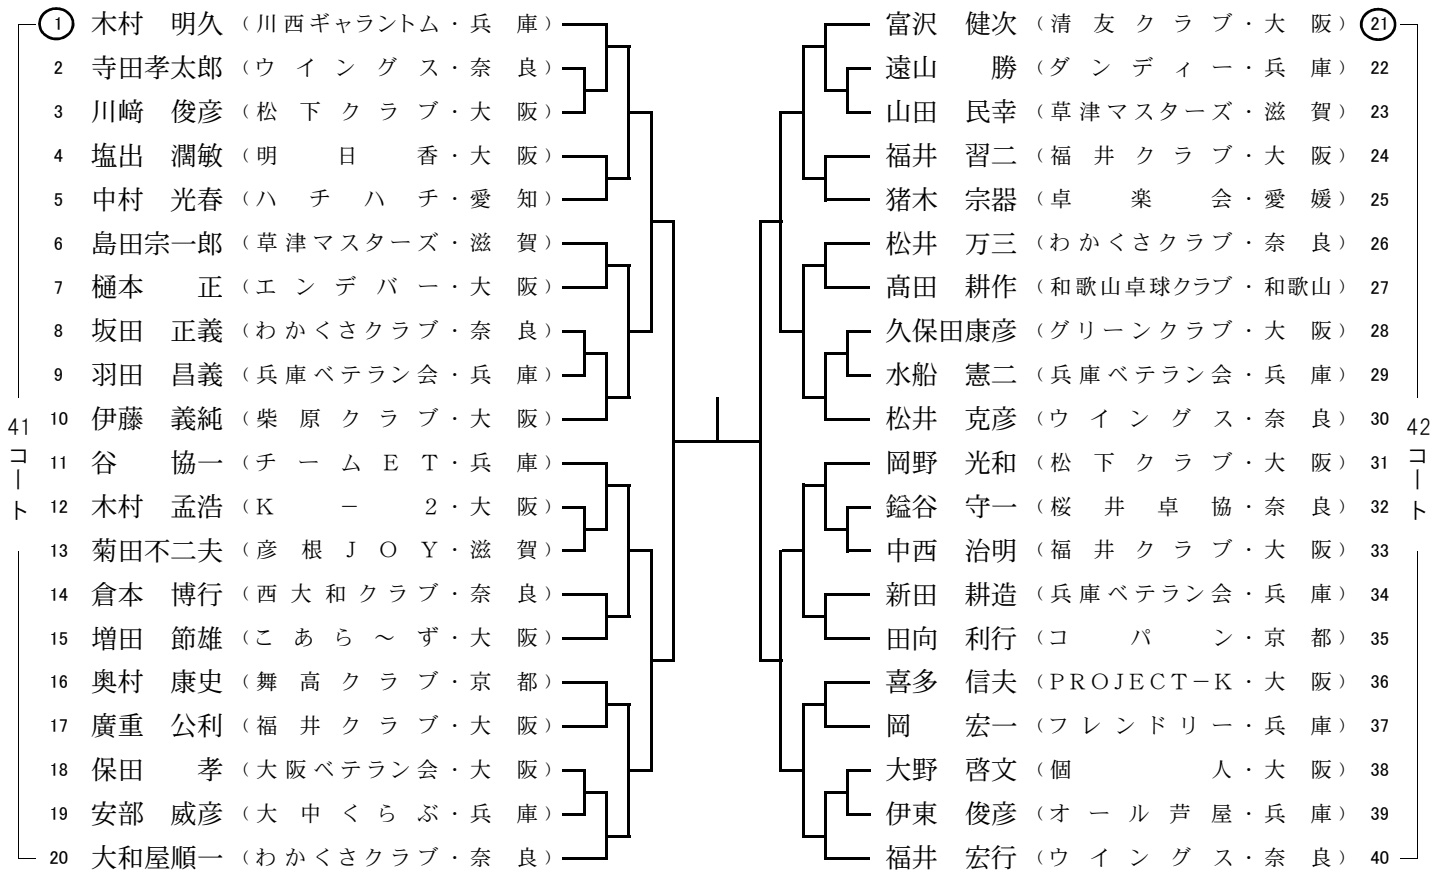 1 木村 明久 （川西ギャラントム・兵 庫）
2 寺田孝太郎 （ウイングス・奈 良）
3 川﨑 俊彦 （松下クラブ・大 阪）
4 塩出 潤敏 （明日香・大 阪）
5 中村 光春 （ハチハチ・愛 知）
6 島田宗一郎 （草津マスターズ・滋 賀）
7 樋本 正 （エンデバー・大 阪）
8 坂田 正義 （わかくさクラブ・奈 良）
9 羽田 昌義 （兵庫ベテラン会・兵 庫）
10 伊藤 義純 （柴原クラブ・大 阪）
11 谷 協一 （チームＥＴ・兵 庫）
12 木村 孟浩 （Ｋ－２・大 阪）
13 菊田不二夫 （彦根ＪＯＹ・滋 賀）
14 倉本 博行 （西大和クラブ・奈 良）
15 増田 節雄 （こあら～ず・大 阪）
16 奥村 康史 （舞高クラブ・京 都）
17 廣重 公利 （福井クラブ・大 阪）
18 保田 孝 （大阪ベテラン会・大 阪）
19 安部 威彦 （大中くらぶ・兵 庫）
20 大和屋順一 （わかくさクラブ・奈 良）
41コート
富沢 健次 （清友クラブ・大 阪） 21
遠山 勝 （ダンディー・兵 庫） 22
山田 民幸 （草津マスターズ・滋 賀） 23
福井 習二 （福井クラブ・大 阪） 24
猪木 宗器 （卓楽会・愛 媛） 25
松井 万三 （わかくさクラブ・奈 良） 26
髙田 耕作 （和歌山卓球クラブ・和歌山） 27
久保田康彦 （グリーンクラブ・大 阪） 28
水船 憲二 （兵庫ベテラン会・兵 庫） 29
松井 克彦 （ウイングス・奈 良） 30
岡野 光和 （松下クラブ・大 阪） 31
鎰谷 守一 （桜井卓協・奈 良） 32
中西 治明 （福井クラブ・大 阪） 33
新田 耕造 （兵庫ベテラン会・兵 庫） 34
田向 利行 （コパン・京 都） 35
喜多 信夫 （ＰＲＯＪＥＣＴ－Ｋ・大 阪） 36
岡 宏一 （フレンドリー・兵 庫） 37
大野 啓文 （個人・大 阪） 38
伊東 俊彦 （オール芦屋・兵 庫） 39
福井 宏行 （ウイングス・奈 良） 40
42コート